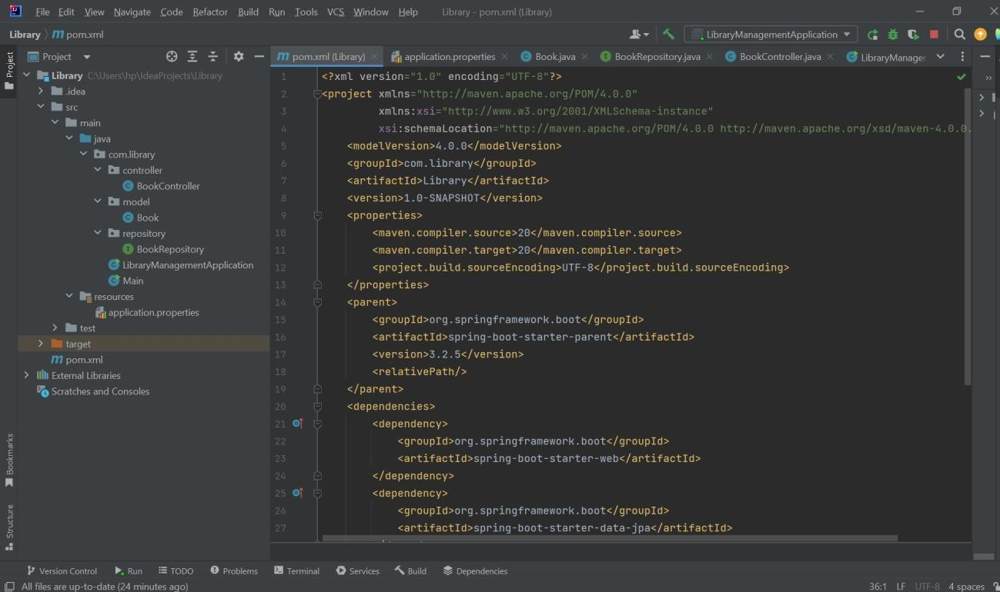 File Edit View Navigate Code Refactor Build Run Tools VCS Window Help Library - pom.xml (Library)
Library pom.xml LibraryManagementApplication
Project
Library C:\Users\hp\IdeaProjects\Library
.idea
src
main
java
com.library
controller
BookController
model
Book
repository
BookRepository
LibraryManagementApplication
Main
resources
application.properties
test
target
pom.xml
External Libraries
Scratches and Consoles
Project
Bookmarks
Structure
pom.xml (Library) application.properties Book.java BookRepository.java BookController.java LibraryManager
1 <?xml version="1.0" encoding="UTF-8"?>
2 <project xmlns="http://maven.apache.org/POM/4.0.0"
3 xmlns:xsi="http://www.w3.org/2001/XMLSchema-instance"
4 xsi:schemaLocation="http://maven.apache.org/POM/4.0.0 http://maven.apache.org/xsd/maven-4.0.0.
5 <modelVersion>4.0.0</modelVersion>
6 <groupId>com.library</groupId>
7 <artifactId>Library</artifactId>
8 <version>1.0-SNAPSHOT</version>
9 <properties>
10 <maven.compiler.source>20</maven.compiler.source>
11 <maven.compiler.target>20</maven.compiler.target>
12 <project.build.sourceEncoding>UTF-8</project.build.sourceEncoding>
13 </properties>
14 <parent>
15 <groupId>org.springframework.boot</groupId>
16 <artifactId>spring-boot-starter-parent</artifactId>
17 <version>3.2.5</version>
18 <relativePath/>
19 </parent>
20 <dependencies>
21 <dependency>
22 <groupId>org.springframework.boot</groupId>
23 <artifactId>spring-boot-starter-web</artifactId>
24 </dependency>
25 <dependency>
26 <groupId>org.springframework.boot</groupId>
27 <artifactId>spring-boot-starter-data-jpa</artifactId>
Version Control Run TODO Problems Terminal Services Build Dependencies
All files are up-to-date (24 minutes ago) 36:1 LF UTF-8 4 spaces